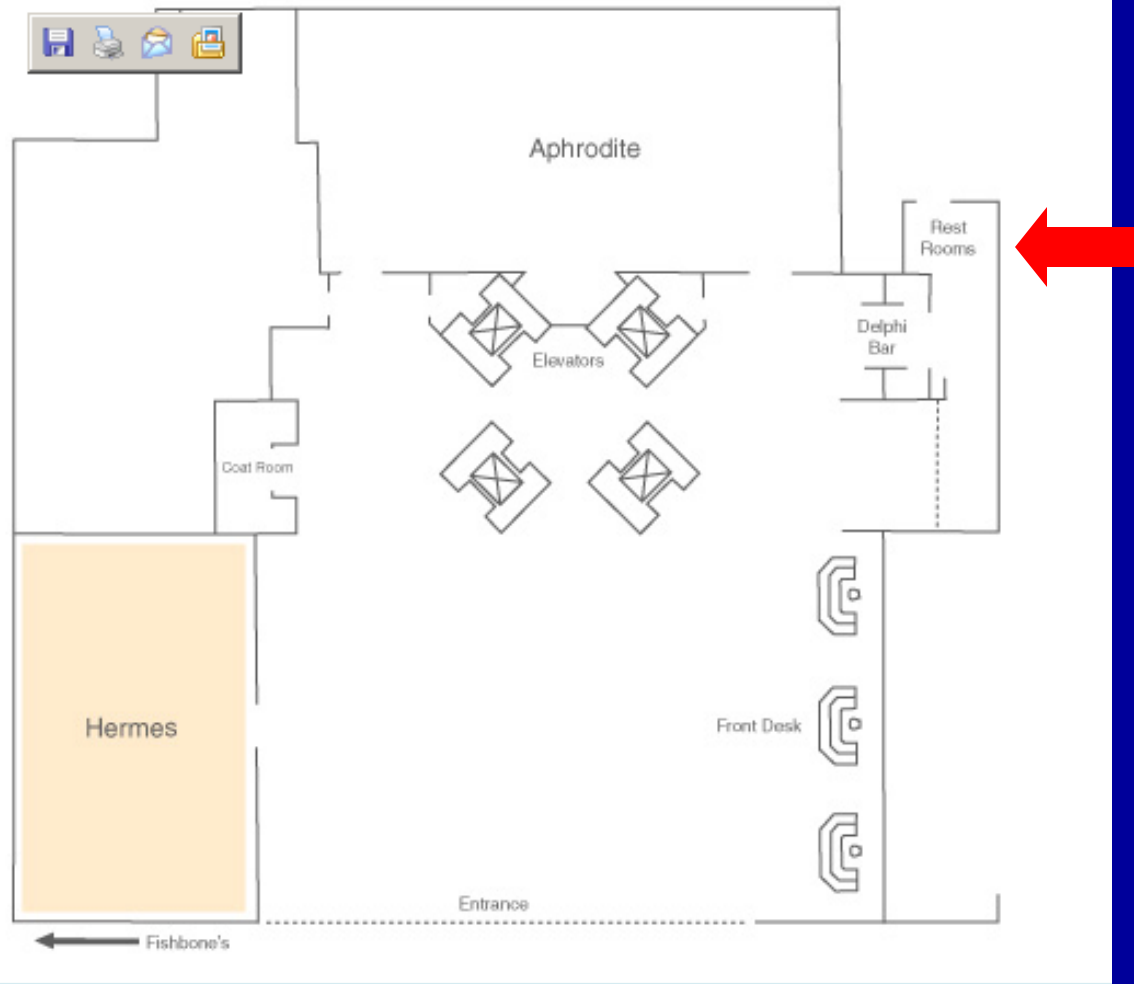 Aphrodite
Rest
Rooms
Delphi
Bar
Elevators
Coat Room
Hermes
Front Desk
Entrance
Fishbone's